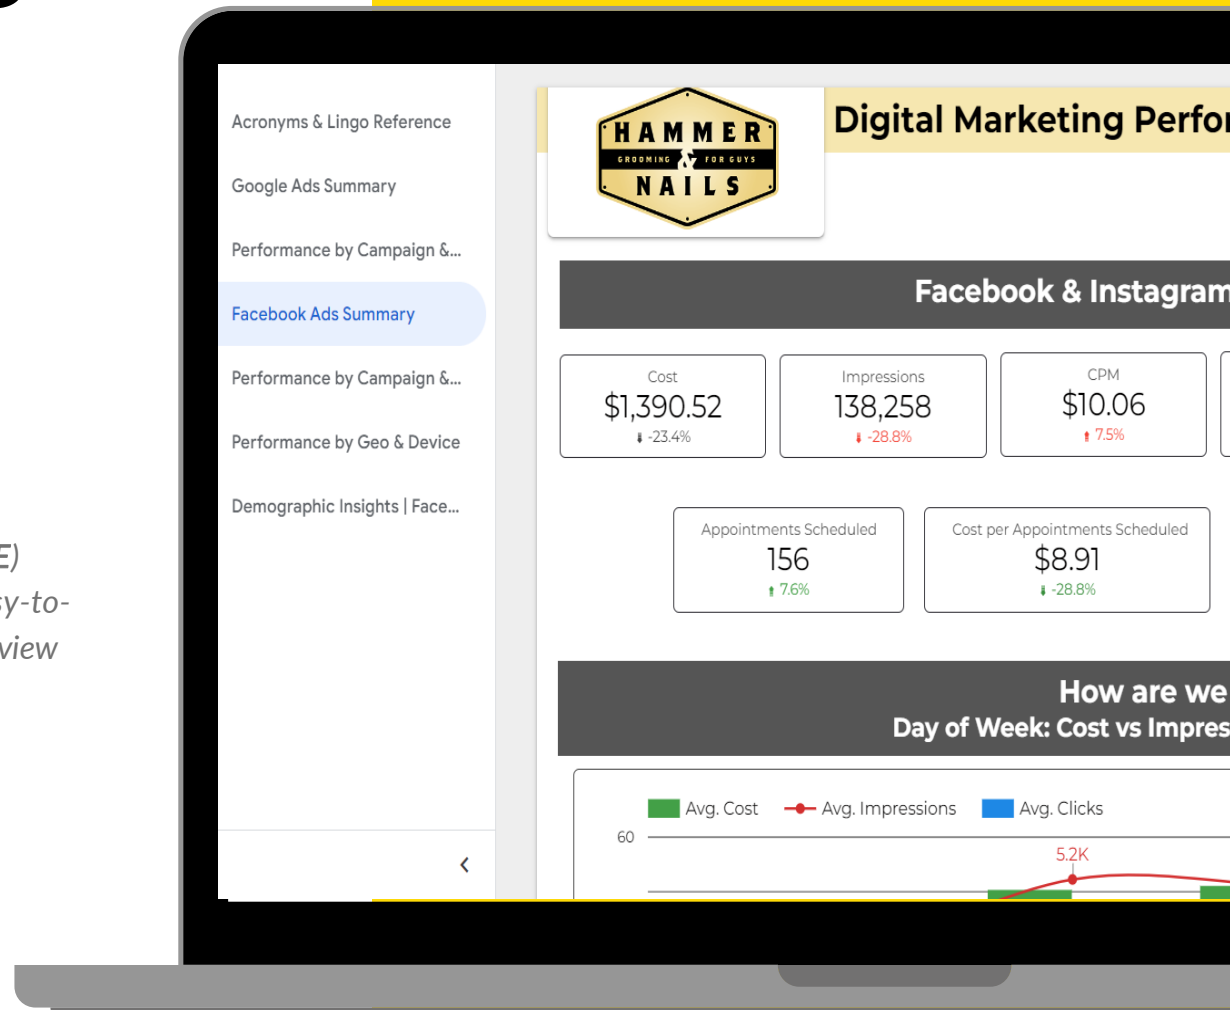 E)
sy-to-
view
Acronyms & Lingo Reference
Google Ads Summary
Performance by Campaign &...
Facebook Ads Summary
Performance by Campaign &...
Performance by Geo & Device
Demographic Insights | Face...
HAMMER
GROOMING & FOR GUYS
NAILS
Digital Marketing Perfor
Facebook & Instagram
Cost
$1,390.52
-23.4%
Impressions
138,258
-28.8%
CPM
$10.06
7.5%
Appointments Scheduled
156
7.6%
Cost per Appointments Scheduled
$8.91
-28.8%
How are we
Day of Week: Cost vs Impres
Avg. Cost Avg. Impressions Avg. Clicks
60
5.2K